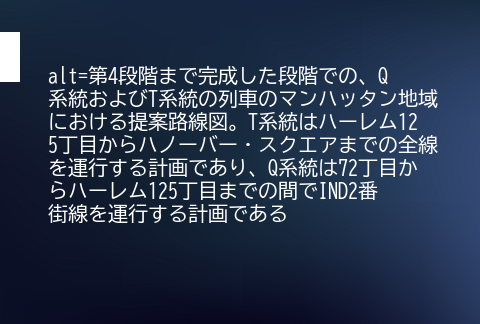 alt=第4段階まで完成した段階での、Q
系統およびT系統の列車のマンハッタン地域
における提案路線図。T系統はハーレム12
5丁目からハノーバー・スクエアまでの全線
を運行する計画であり、Q系統は72丁目か
らハーレム125丁目までの間でIND2番
街線を運行する計画である